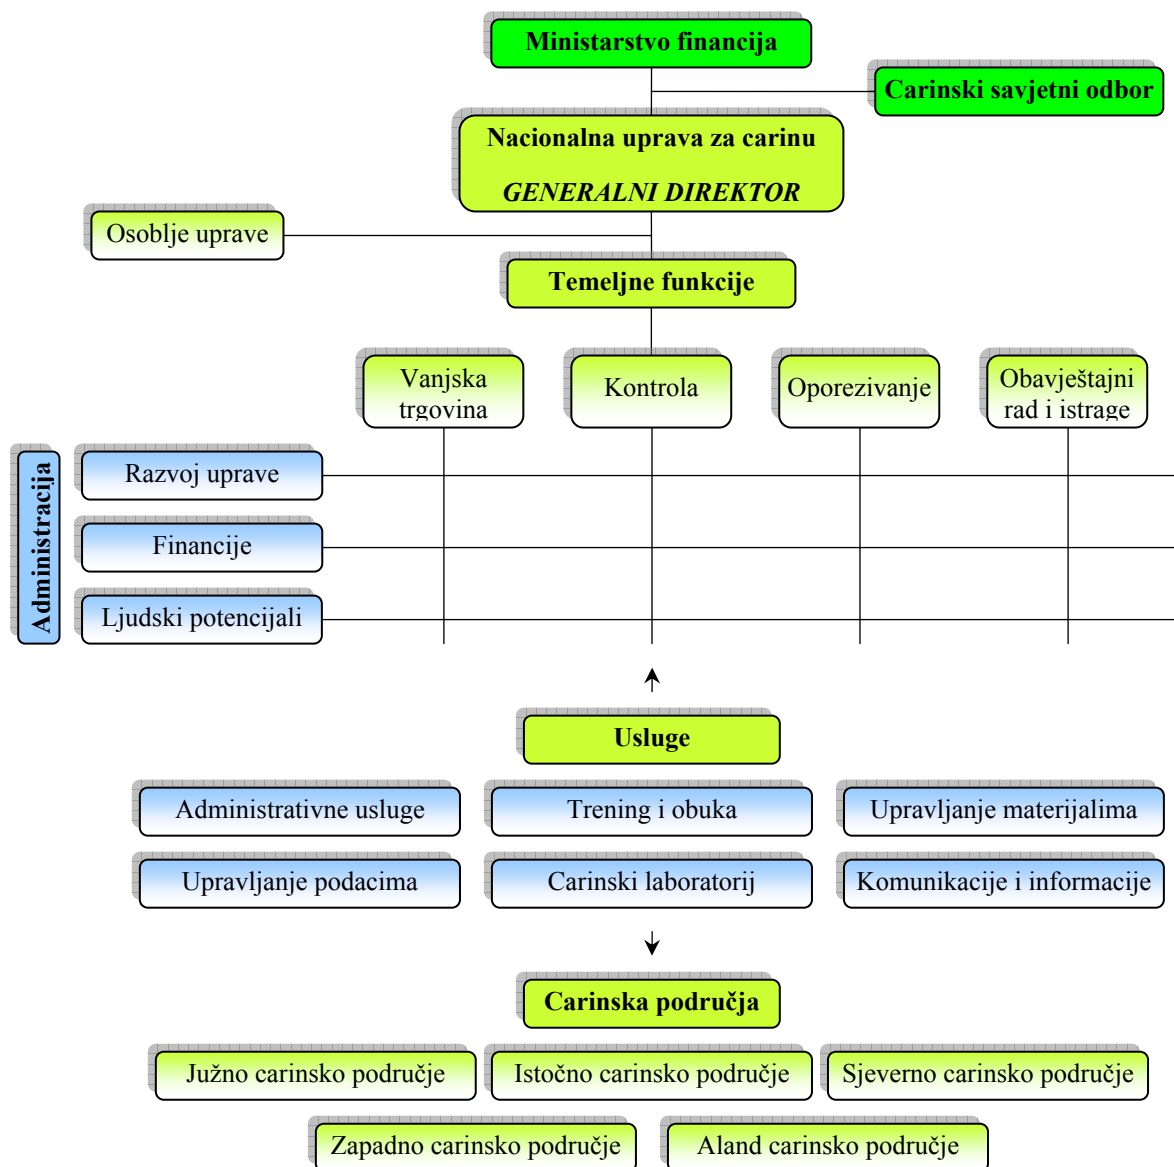 Ministarstvo financija
Carinski savjetni odbor
Nacionalna uprava za carinu
GENERALNI DIREKTOR
Osoblje uprave
Temeljne funkcije
Vanjska
trgovina
Kontrola
Oporezivanje
Obavještajni
rad i istrage
Administracija
Razvoj uprave
Financije
Ljudski potencijali
Usluge
Administrativne usluge
Trening i obuka
Upravljanje materijalima
Upravljanje podacima
Carinski laboratorij
Komunikacije i informacije
Carinska područja
Južno carinsko područje
Istočno carinsko područje
Sjeverno carinsko područje
Zapadno carinsko područje
Aland carinsko područje